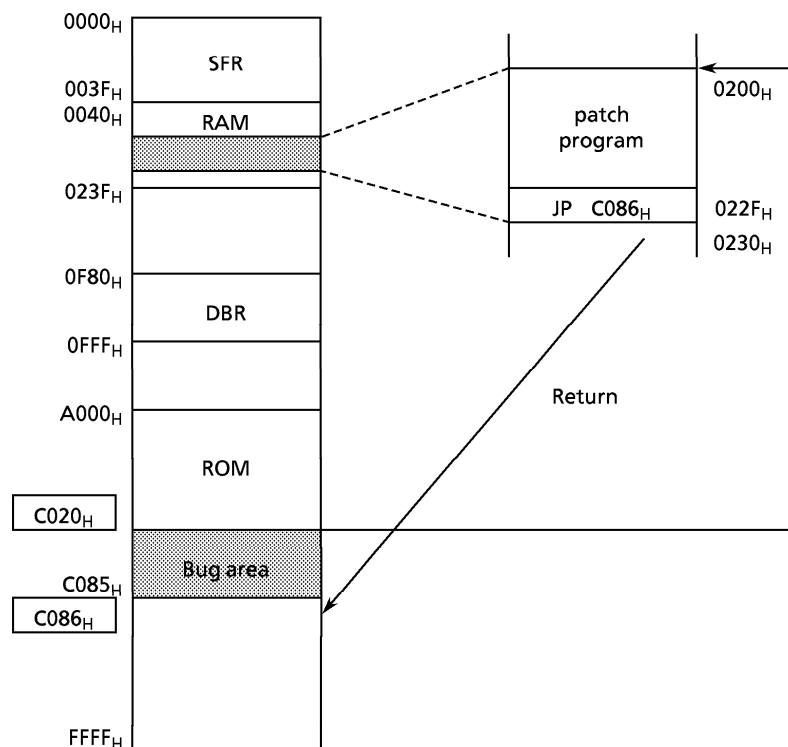 0000H
SFR
003FH
0040H
RAM
023FH
0F80H
DBR
0FFFH
A000H
ROM
C020H
Bug area
C085H
C086H
FFFFH
0200H
patch
program
JP C086H
022FH
0230H
Return